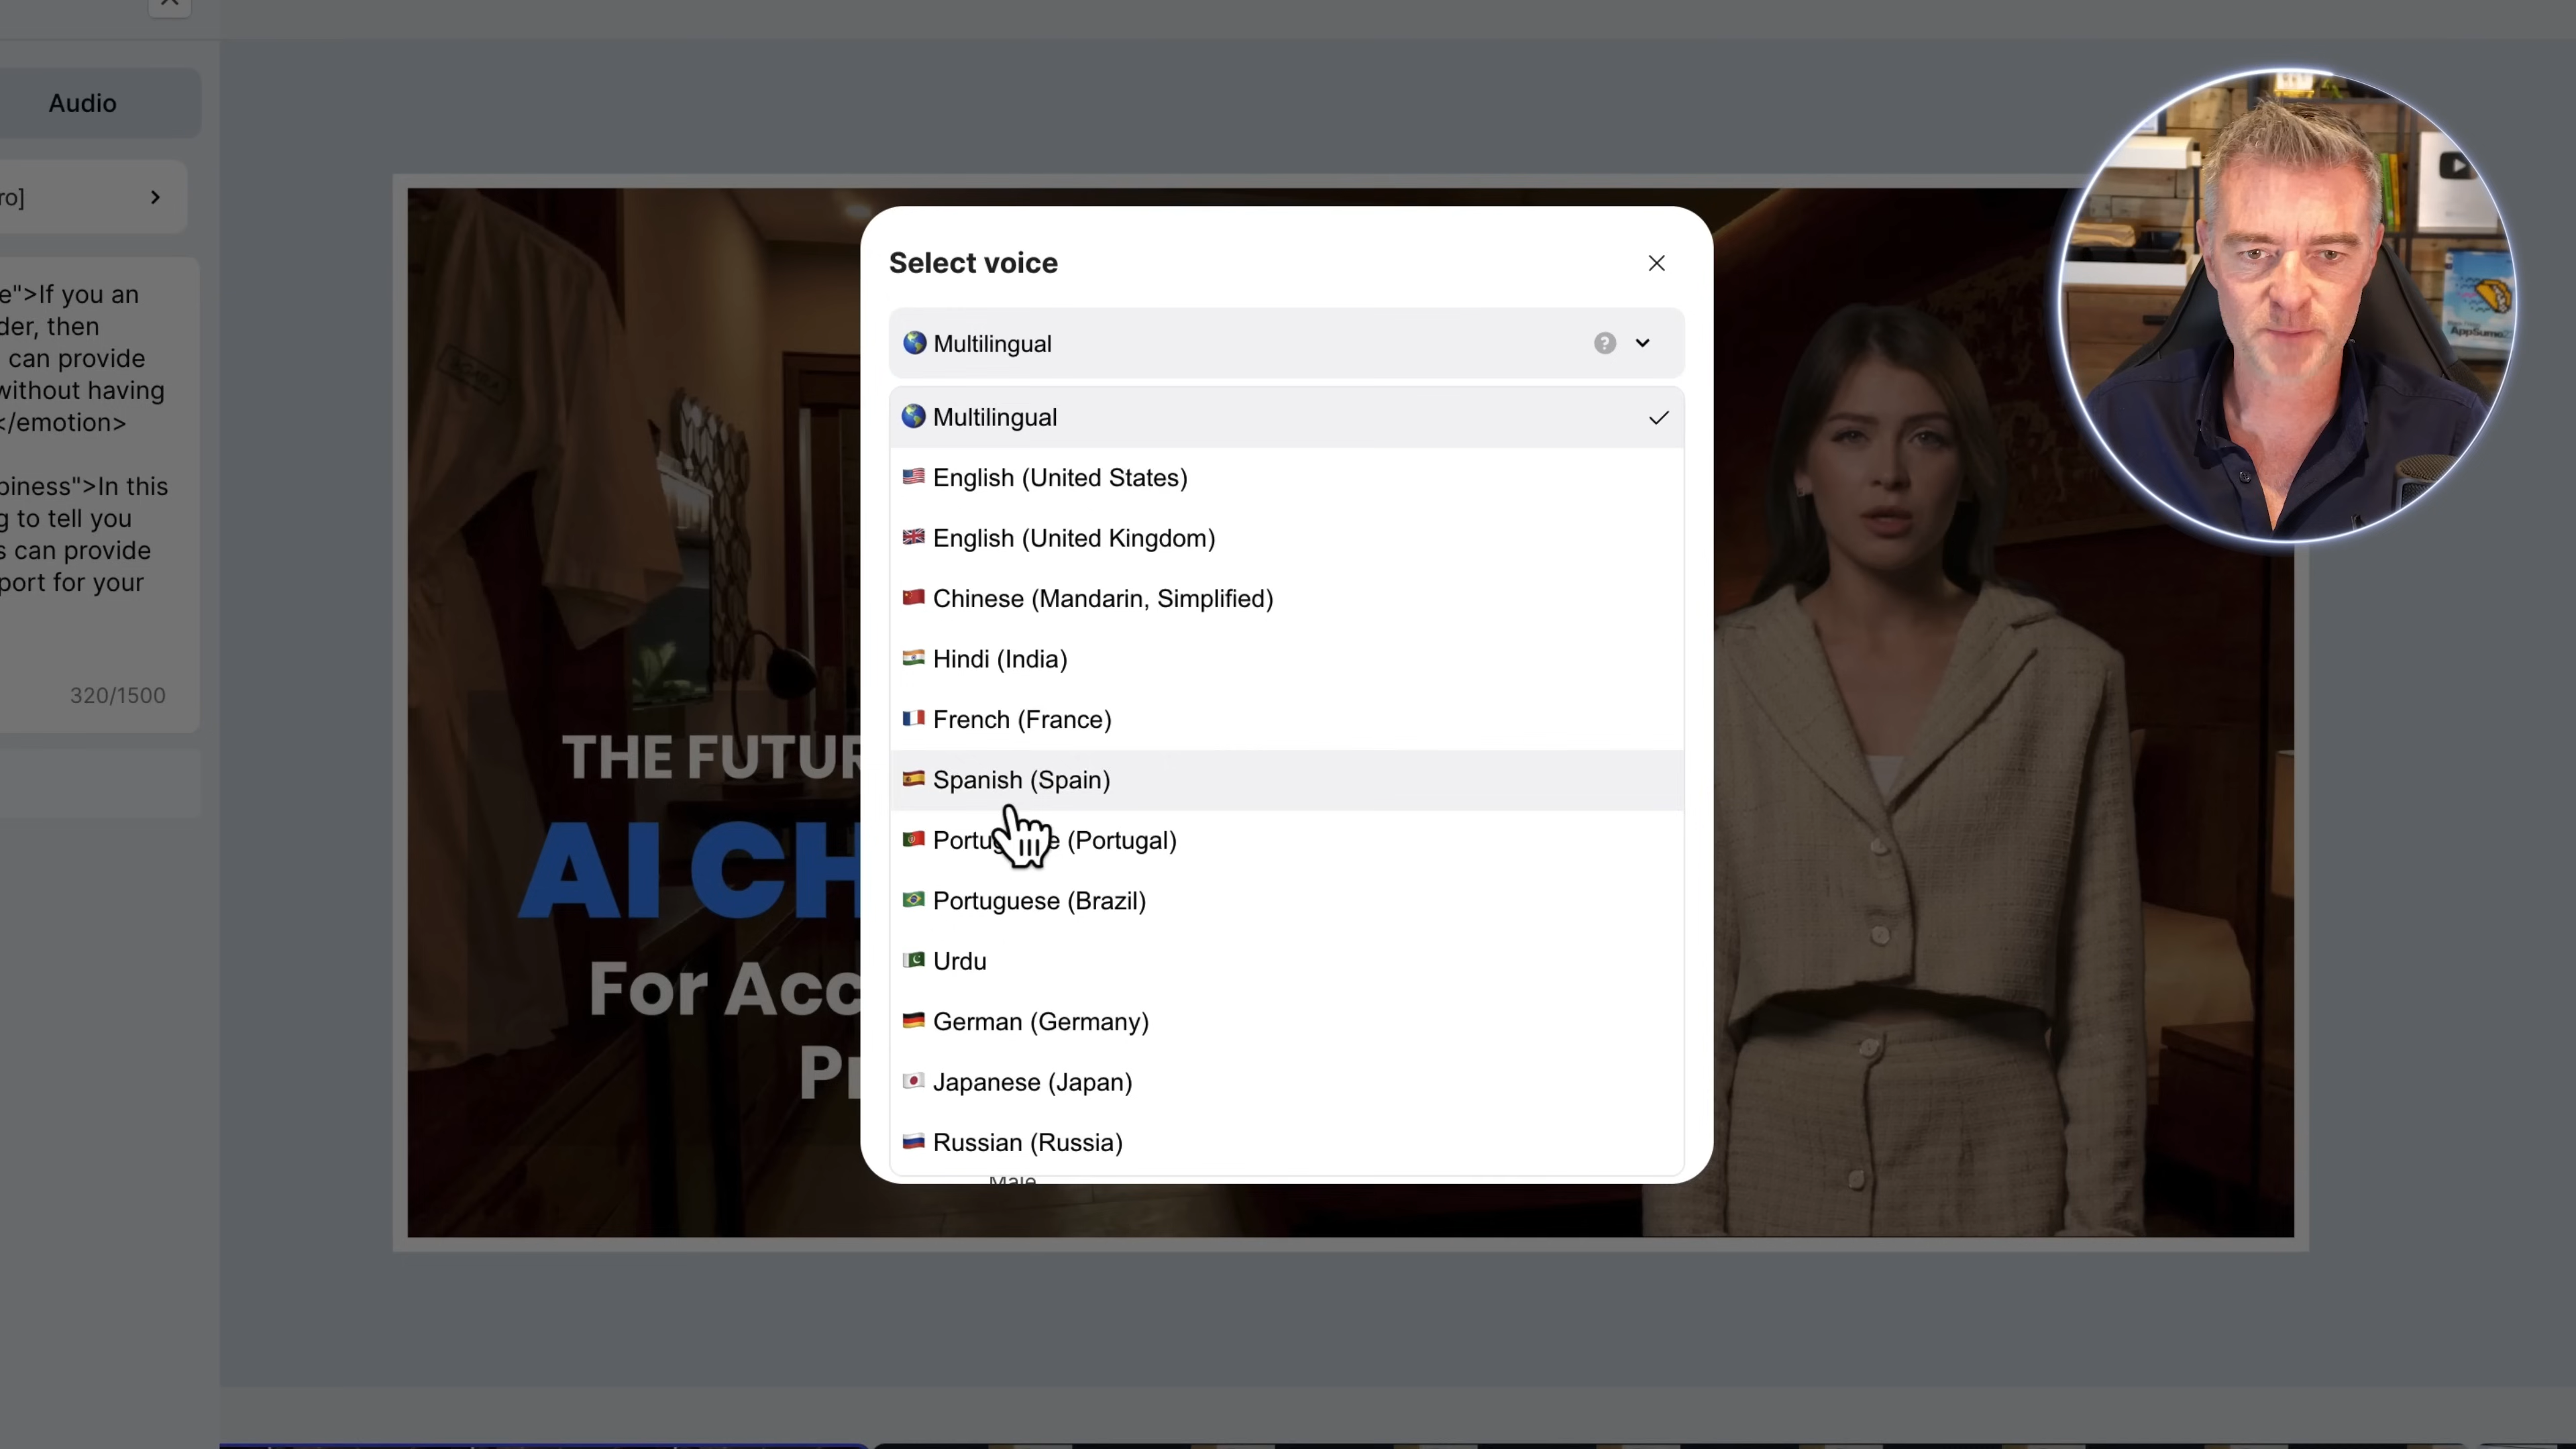 Audio
ro]
e">If you an
der, then
can provide
without having
</emotion>
piness">In this
g to tell you
s can provide
port for your
320/1500
THE FUTUR
AI CH
For Acc
Pr
Select voice
Multilingual
?
Multilingual
English (United States)
English (United Kingdom)
Chinese (Mandarin, Simplified)
Hindi (India)
French (France)
Spanish (Spain)
(Portugal)
Portuguese (Brazil)
Urdu
German (Germany)
Japanese (Japan)
Russian (Russia)
Male
AppSumo